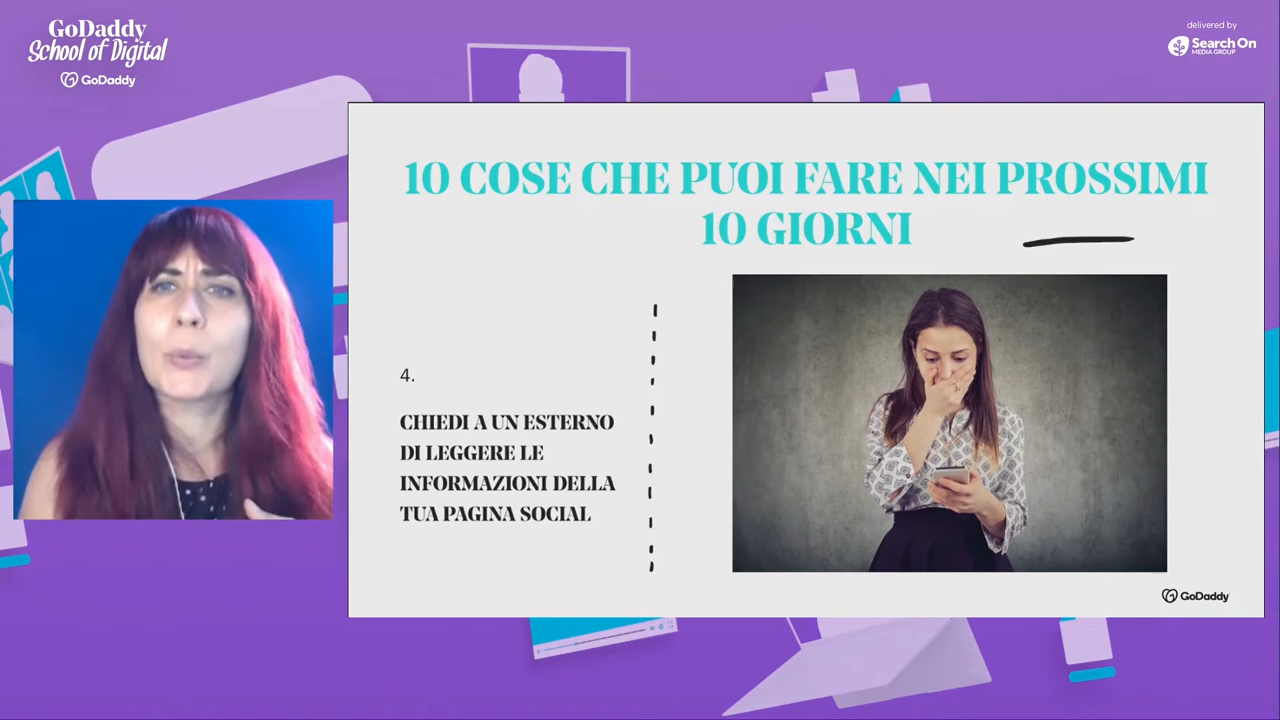 GoDaddy
School of Digital
GoDaddy
delivered by
Search On
MEDIA GROUP
10 COSE CHE PUOI FARE NEI PROSSIMI
10 GIORNI
4.
CHIEDI A UN ESTERNO
DI LEGGERE LE
INFORMAZIONI DELLA
TUA PAGINA SOCIAL
GoDaddy